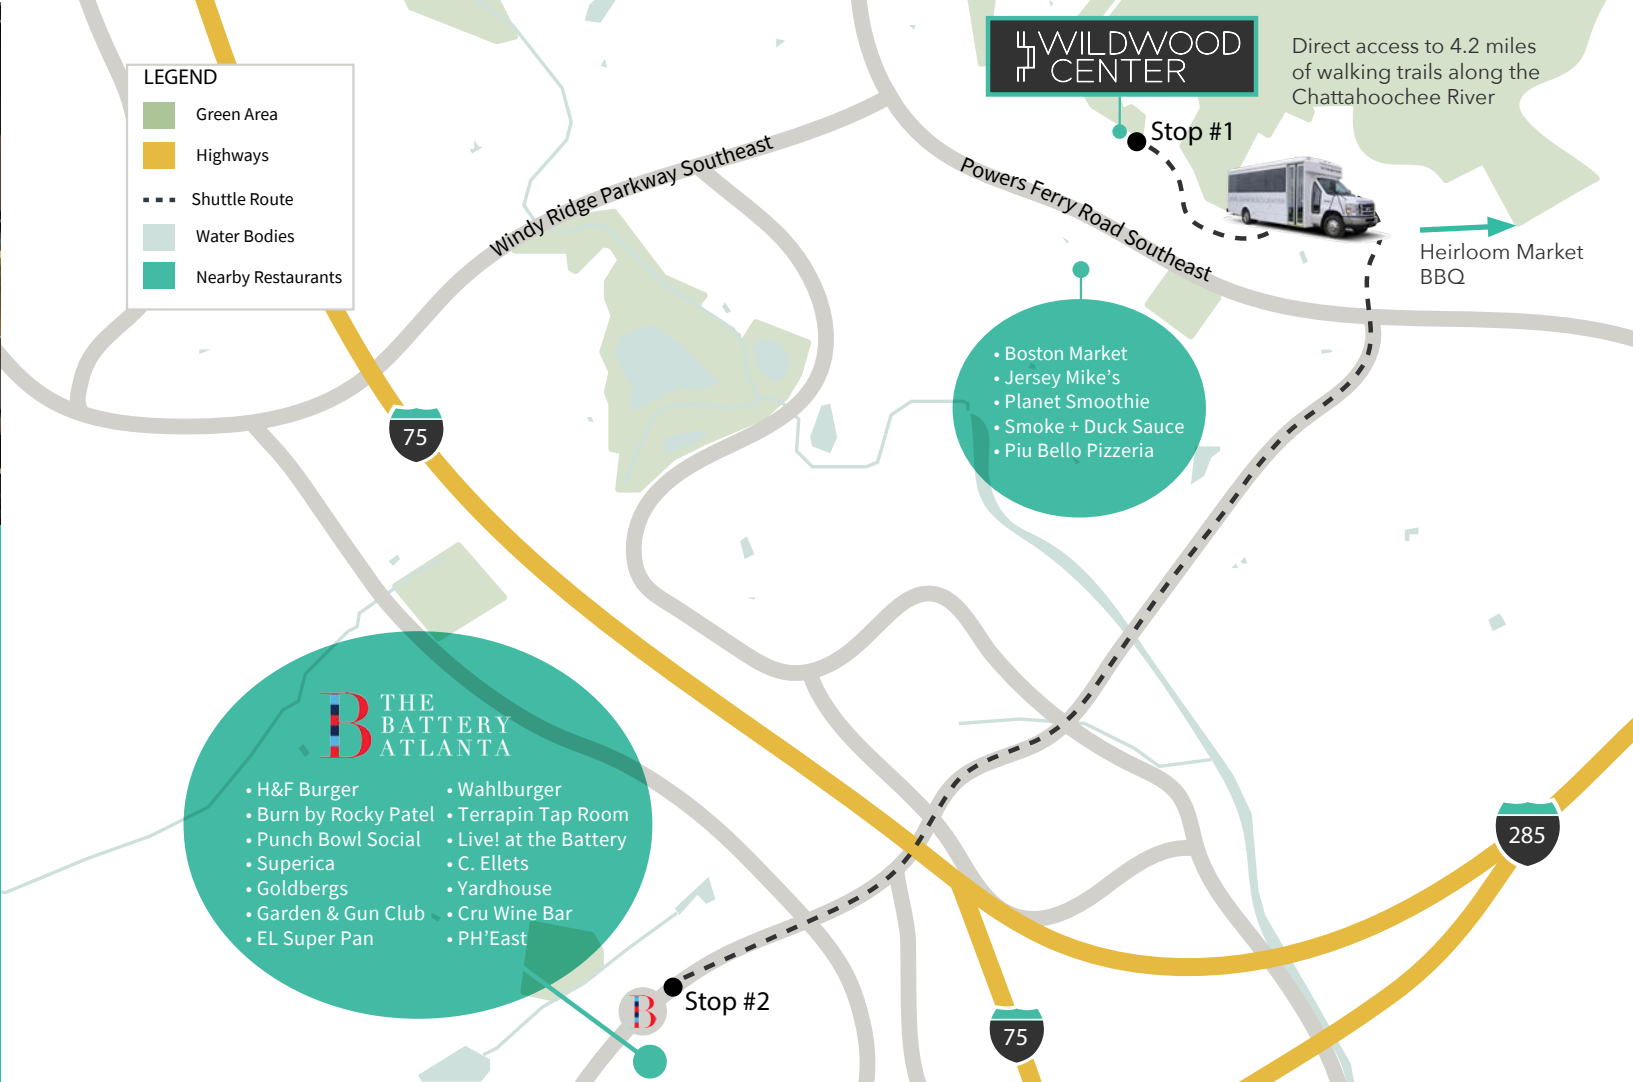 WILDWOOD
CENTER
Direct access to 4.2 miles
of walking trails along the
Chattahoochee River
LEGEND
Green Area
Highways
Shuttle Route
Water Bodies
Nearby Restaurants
Stop #1
Windy Ridge Parkway Southeast
Powers Ferry Road Southeast
Heirloom Market
BBQ
• Boston Market
• Jersey Mike's
• Planet Smoothie
• Smoke + Duck Sauce
• Piu Bello Pizzeria
75
B THE
BATTERY
ATLANTA
• H&F Burger
• Burn by Rocky Patel
• Punch Bowl Social
• Superica
• Goldbergs
• Garden & Gun Club
• EL Super Pan
• Wahlburger
• Terrapin Tap Room
• Live! at the Battery
• C. Ellets
• Yardhouse
• Cru Wine Bar
• PH'East
285
B
Stop #2
75